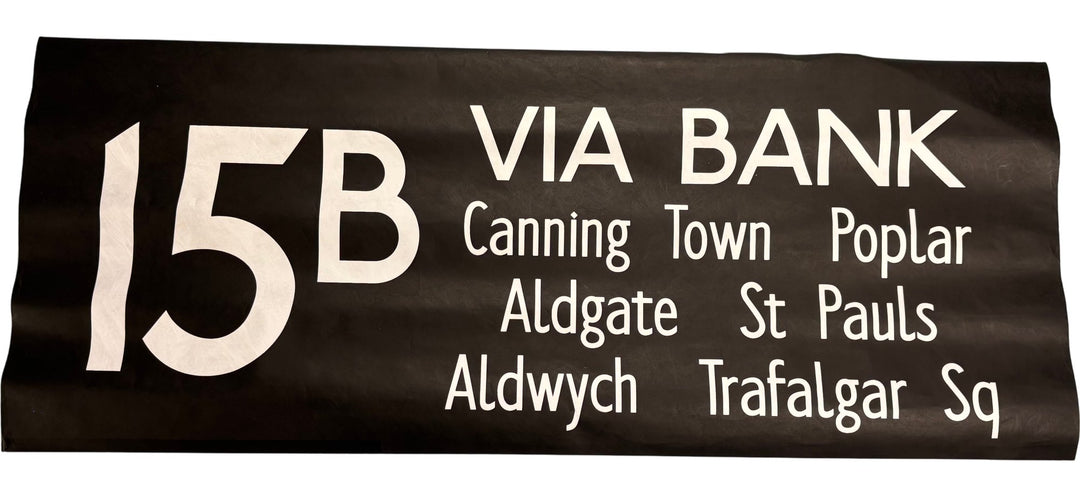 15B
VIA BANK
Canning Town Poplar
Aldgate St Pauls
Aldwych Trafalgar Sq